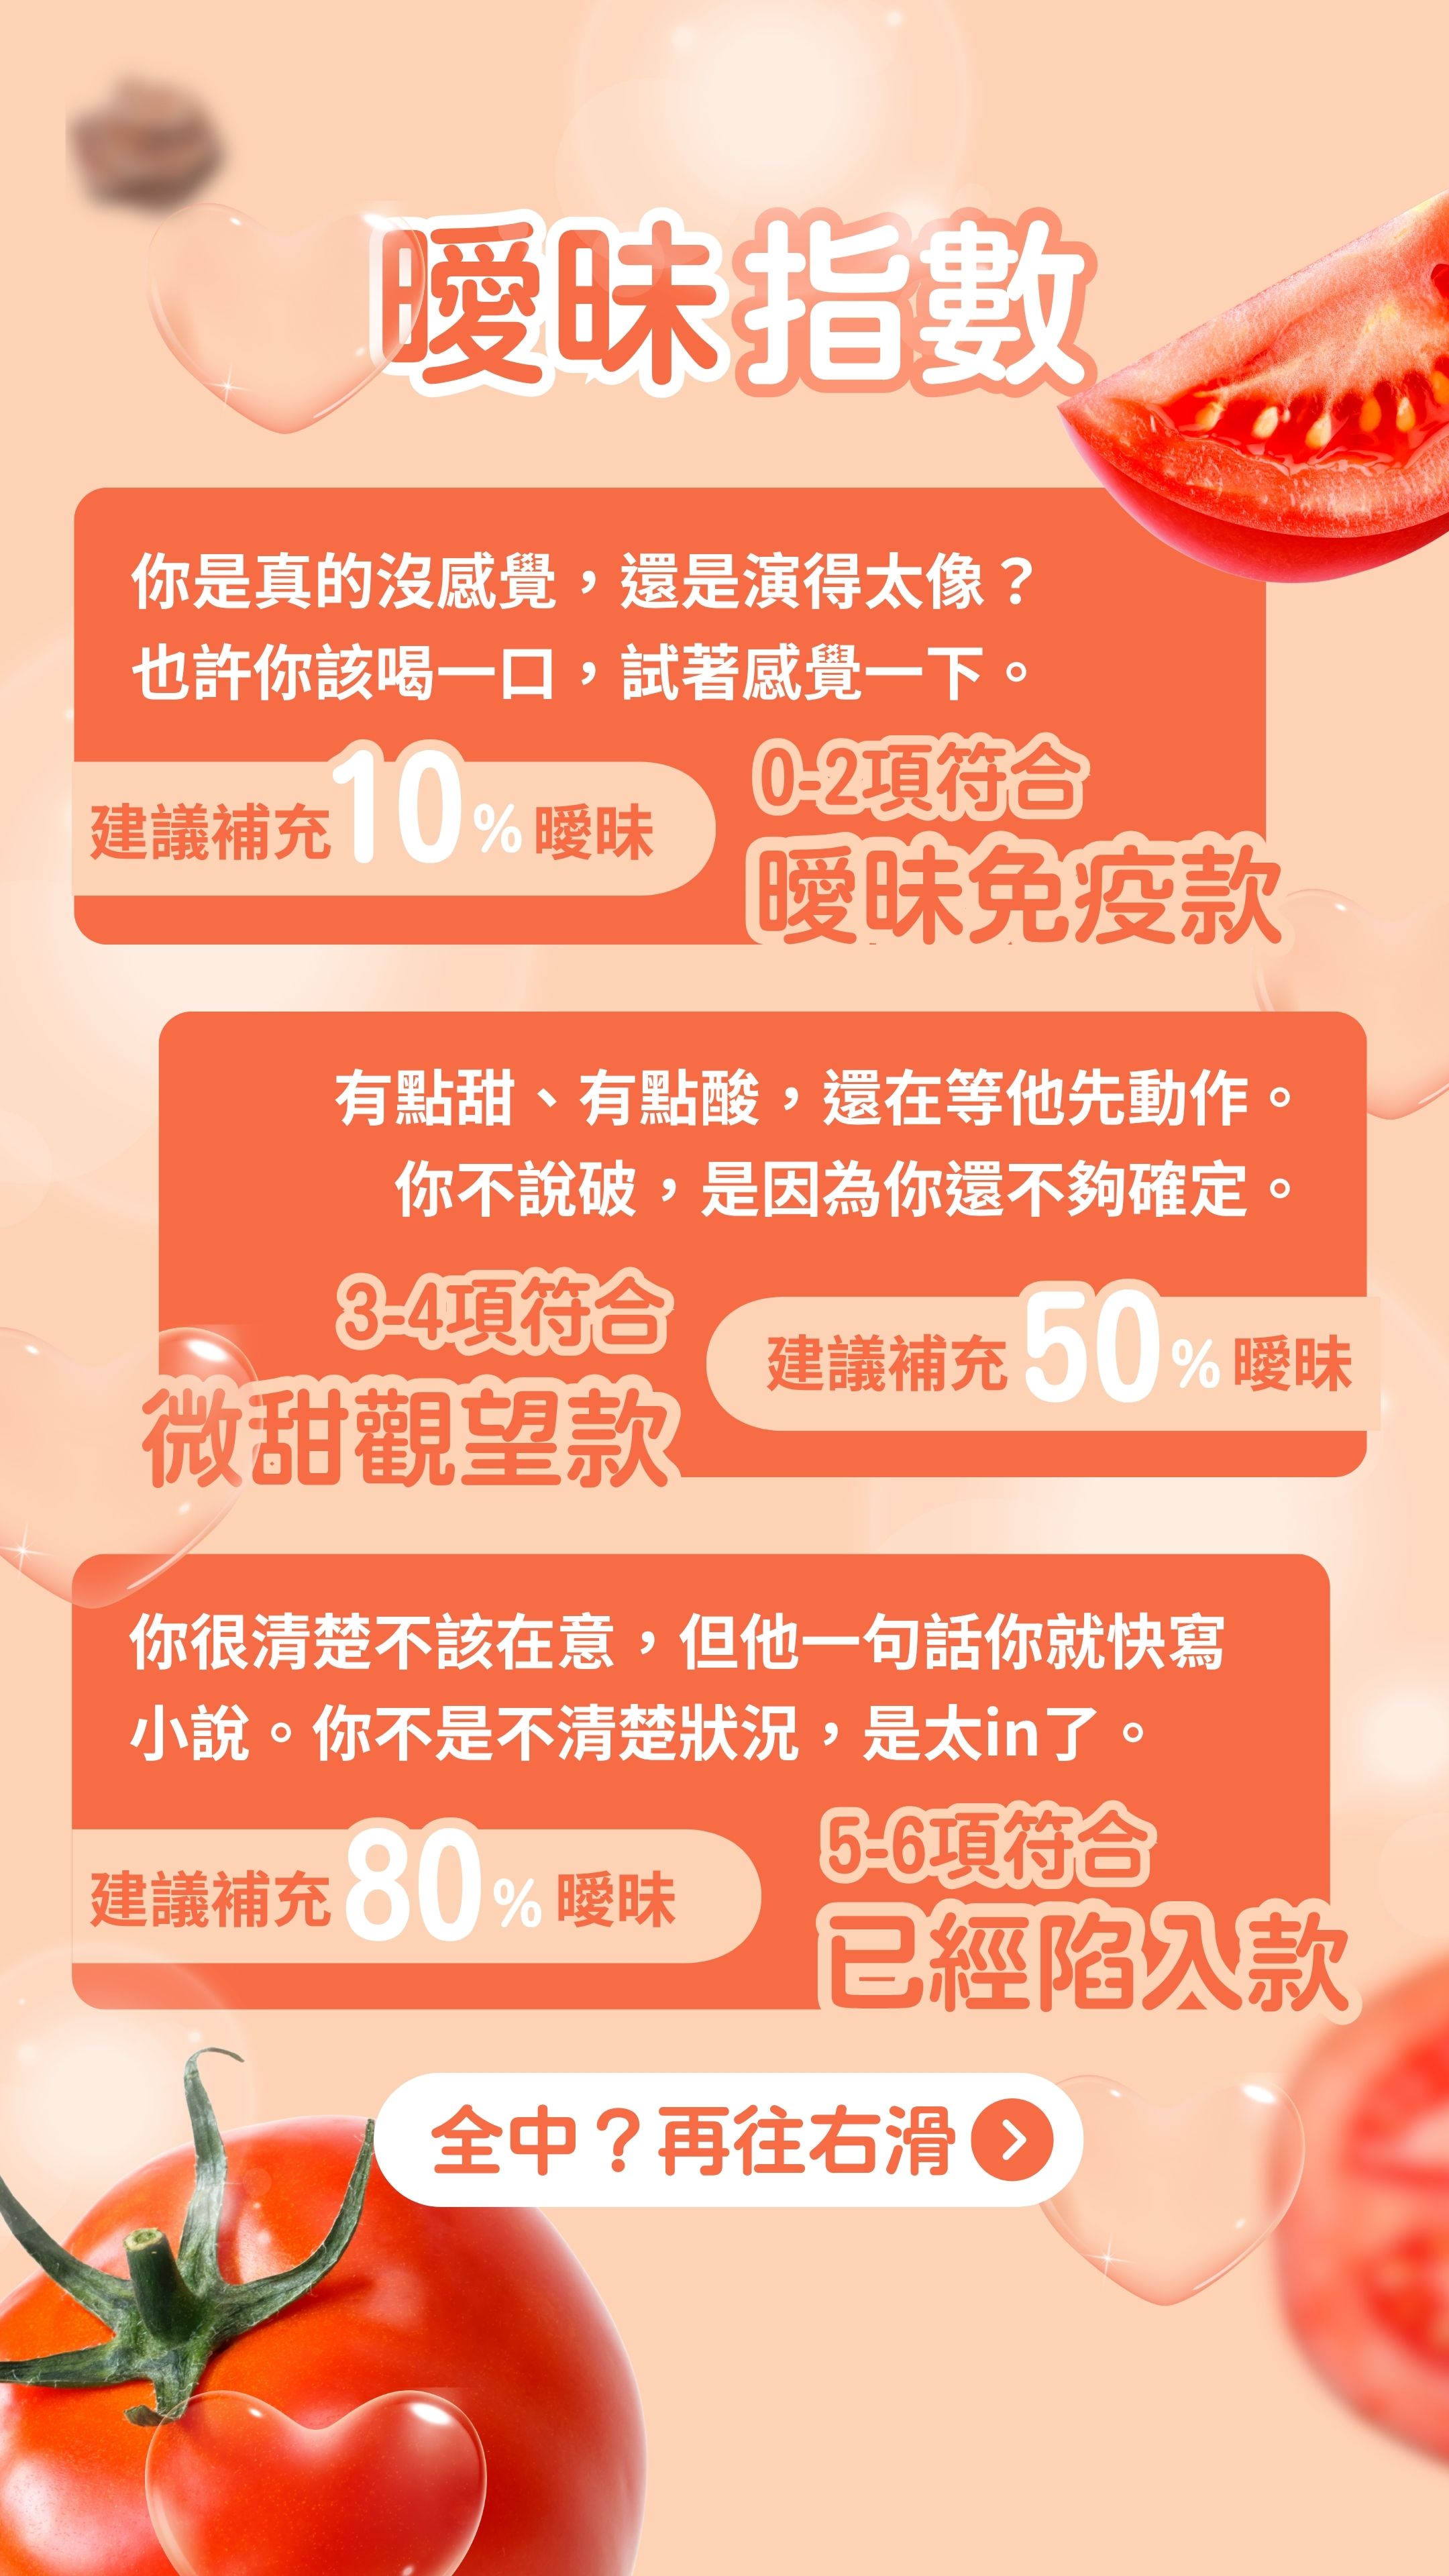 曖昧指數
你是真的沒感覺，還是演得太像？
也許你該喝一口，試著感覺一下。
建議補充10%曖昧
0-2項符合
曖昧免疫款
有點甜、有點酸，還在等他先動作。
你不說破，是因為你還不夠確定。
3-4項符合
微甜觀望款
建議補充50%曖昧
你很清楚不該在意，但他一句話你就快寫
小說。你不是不清楚狀況，是太in了。
建議補充80%曖昧
5-6項符合
已經陷入款
全中？再往右滑